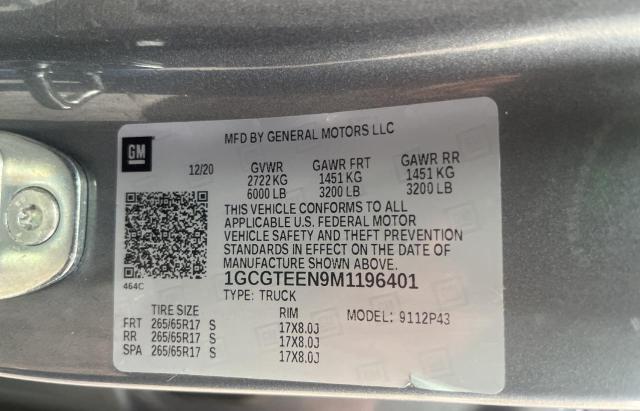 MFD BY GENERAL MOTORS LLC
GM
12/20 GVWR GAWR FRT GAWR RR
2722 KG 1451 KG 1451 KG
6000 LB 3200 LB 3200 LB
THIS VEHICLE CONFORMS TO ALL
APPLICABLE U.S. FEDERAL MOTOR
VEHICLE SAFETY AND THEFT PREVENTION
STANDARDS IN EFFECT ON THE DATE OF
MANUFACTURE SHOWN ABOVE.
464C
1GCGTEEN9M1196401
TYPE: TRUCK
TIRE SIZE RIM MODEL: 9112P43
FRT 265/65R17 S 17X8.0J
RR 265/65R17 S 17X8.0J
SPA 265/65R17 S 17X8.0J